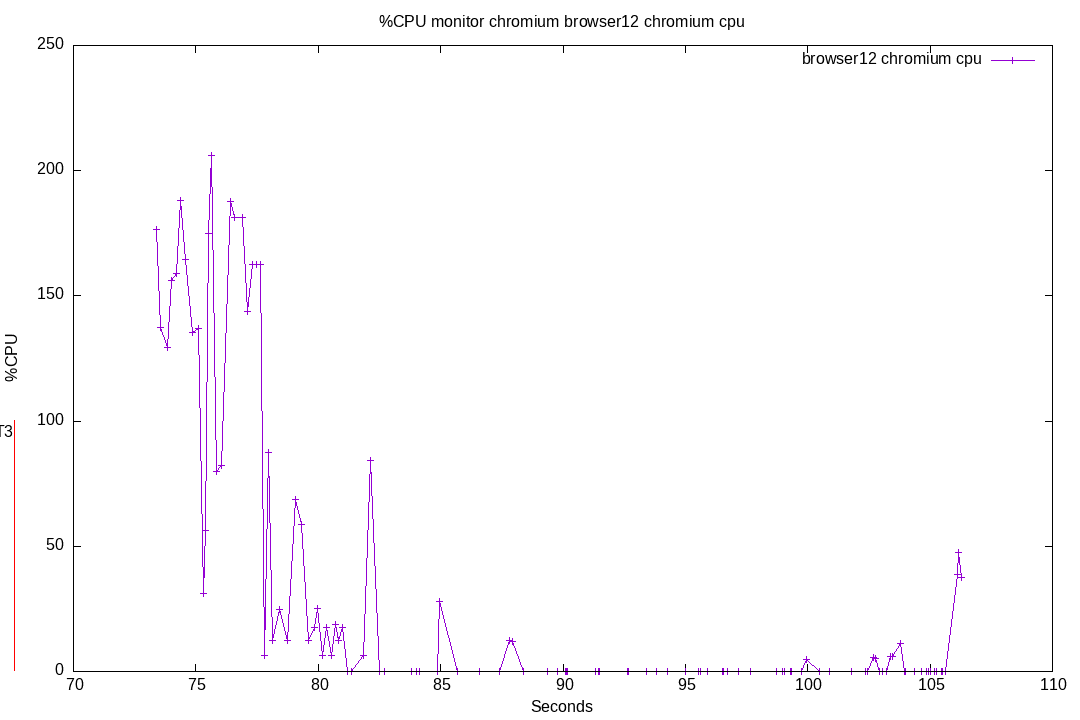 %CPU monitor chromium browser12 chromium cpu
browser12 chromium cpu
250
200
150
100
50
0
%CPU
T3
70 75 80 85 90 95 100 105 110
Seconds